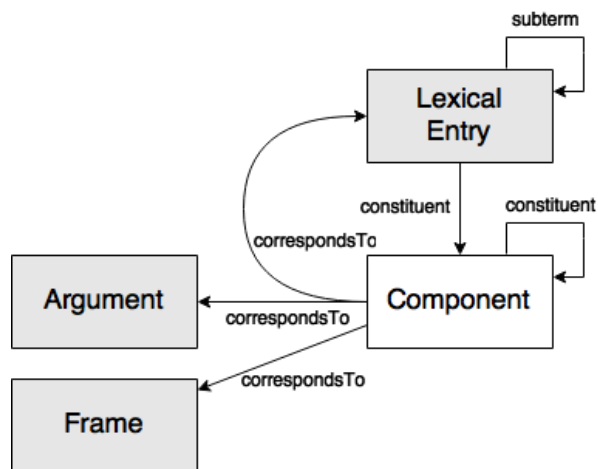 subterm
Lexical
Entry
constituent
constituent
correspondsTo
Argument
Component
correspondsTo
correspondsTo
Frame